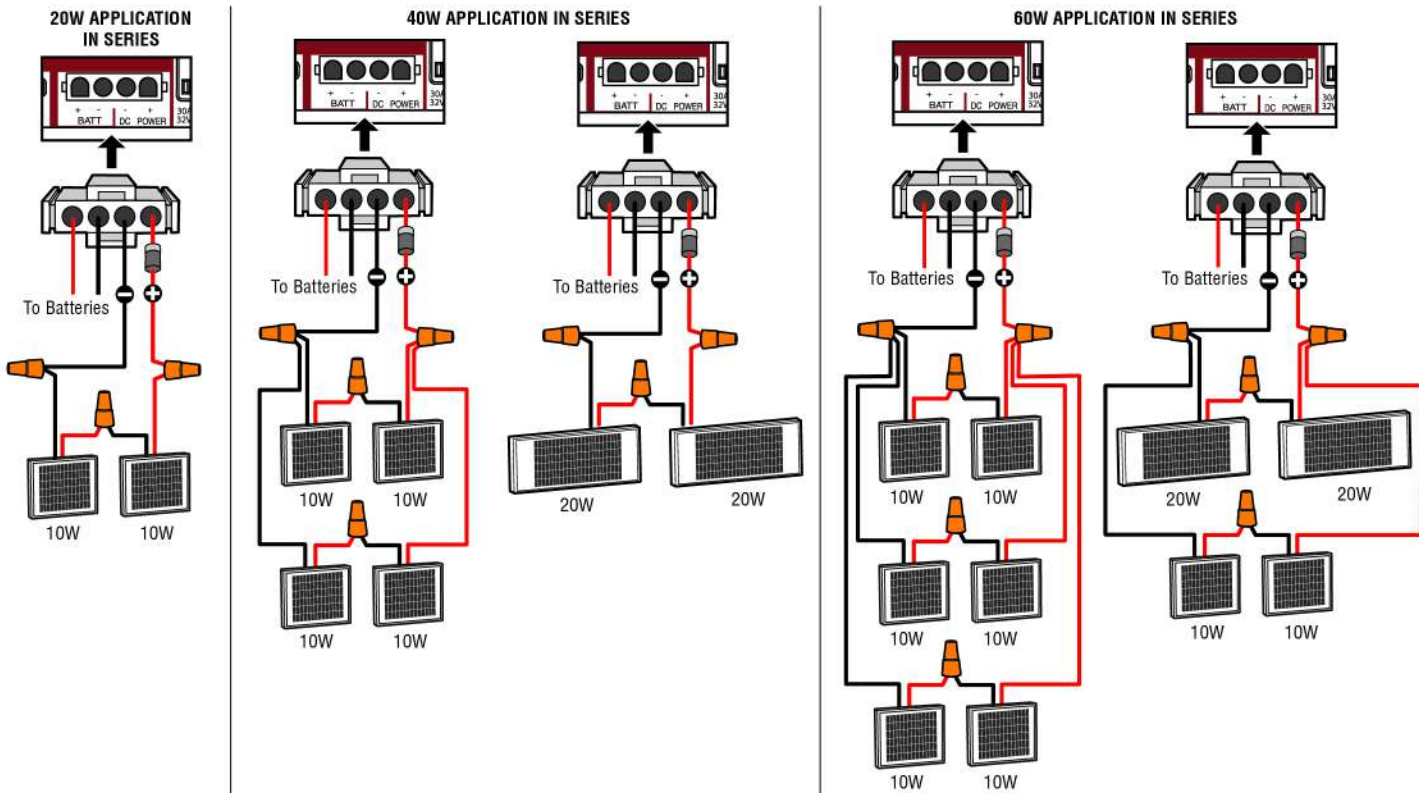 20W APPLICATION
IN SERIES
+ - - +
BATT DC POWER
30A
32V
To Batteries
10W 10W
40W APPLICATION IN SERIES
+ - - +
BATT DC POWER
30A
32V
To Batteries
10W 10W
10W 10W
+ - - +
BATT DC POWER
30A
32V
To Batteries
20W 20W
60W APPLICATION IN SERIES
+ - - +
BATT DC POWER
30A
32V
To Batteries
10W 10W
10W 10W
10W 10W
+ - - +
BATT DC POWER
30A
32V
To Batteries
20W 20W
10W 10W